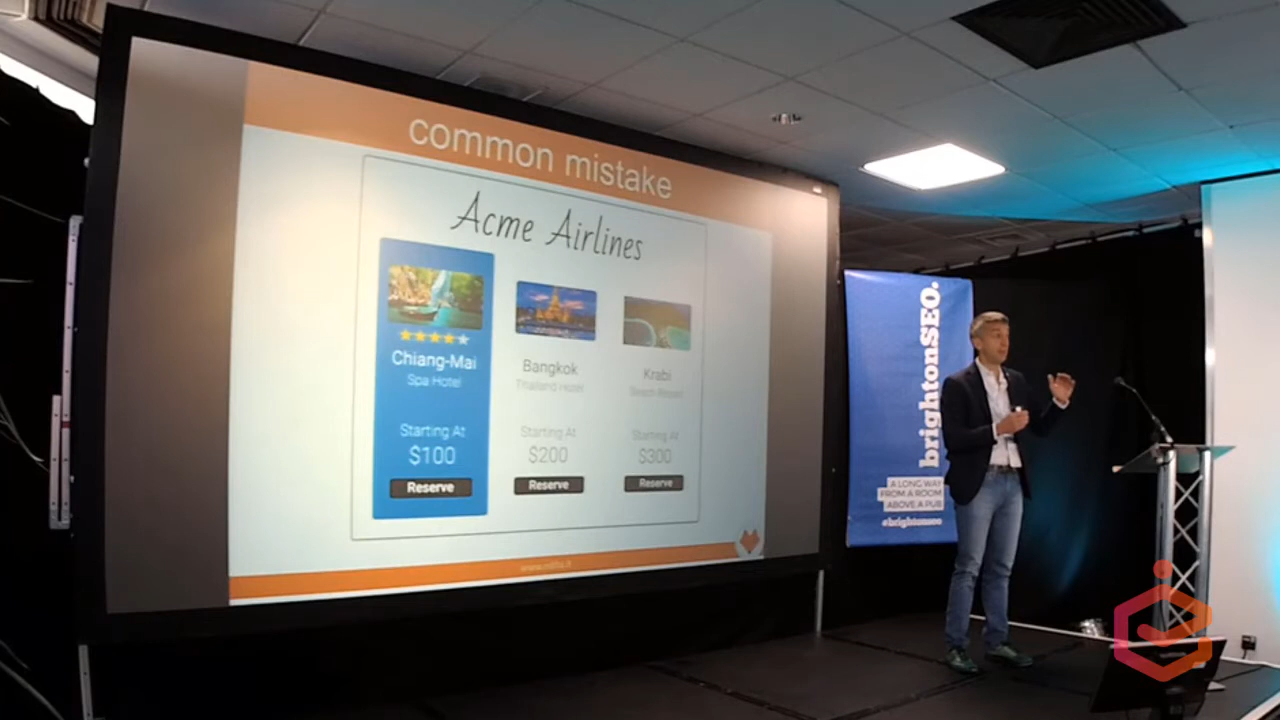 common mistake
Acme Airlines
Chiang-Mai
Spa Hotel
Starting At
$100
Reserve
Bangkok
Thailand Hotel
Starting At
$200
Reserve
Krabi
Beach Resort
Starting At
$300
Reserve
brightonSEO.
A LONG WAY
FROM A ROOM
ABOVE A PUB
#brightonseo